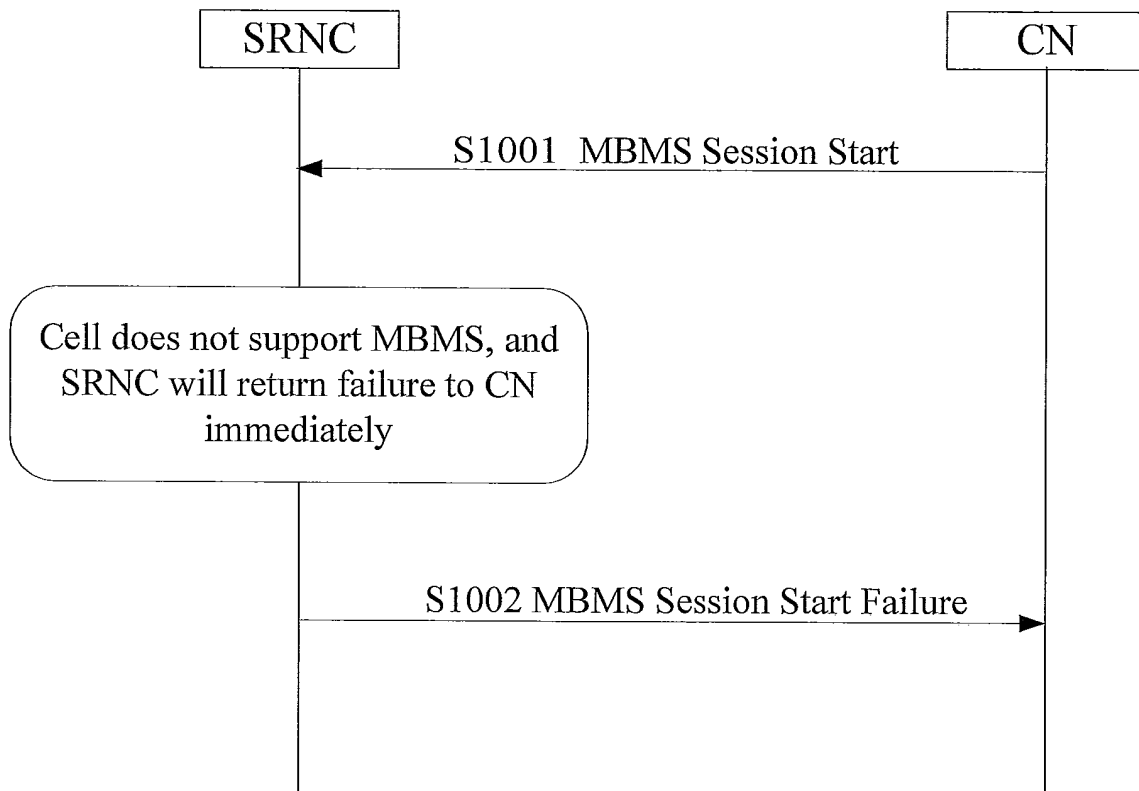 SRNC
CN
S1001 MBMS Session Start
Cell does not support MBMS, and
SRNC will return failure to CN
immediately
S1002 MBMS Session Start Failure